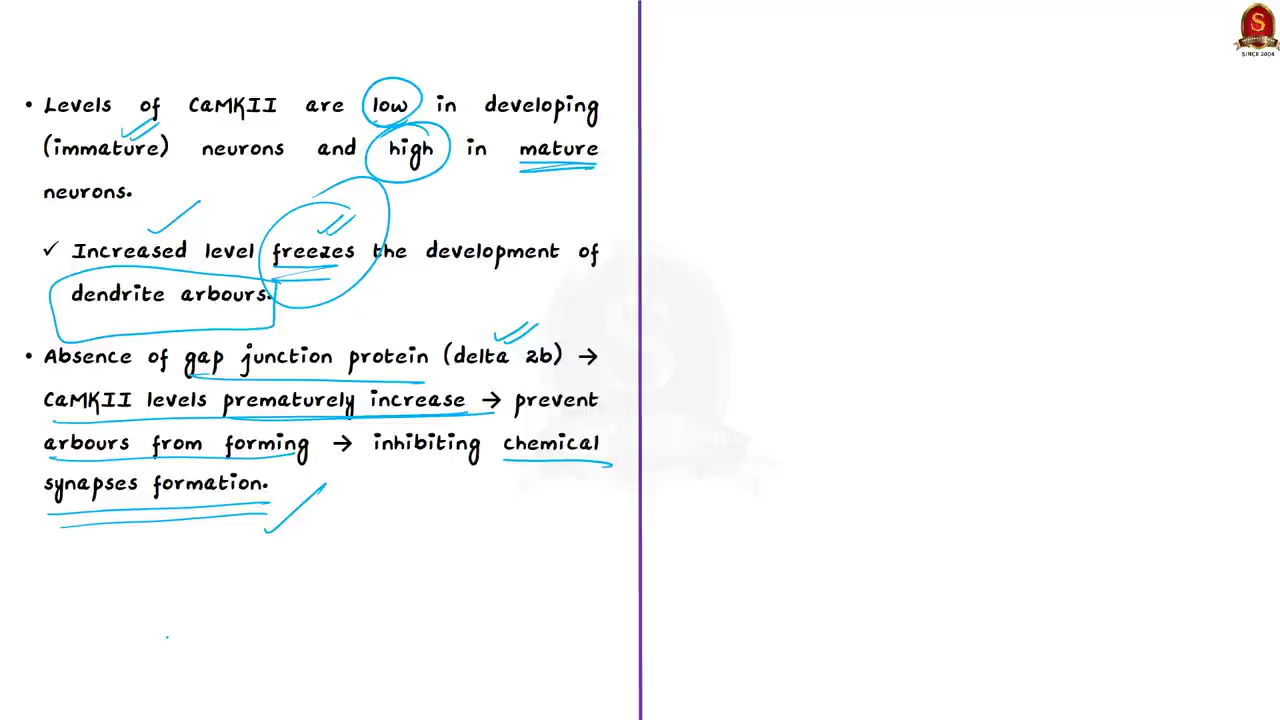 • Levels of CaMKII are low in developing
(immature) neurons and high in mature
neurons.
✓ Increased level freezes the development of
dendrite arbours.
• Absence of gap junction protein (delta 2b) →
CaMKII levels prematurely increase → prevent
arbours from forming → inhibiting chemical
synapses formation.
S
SINCE 2004